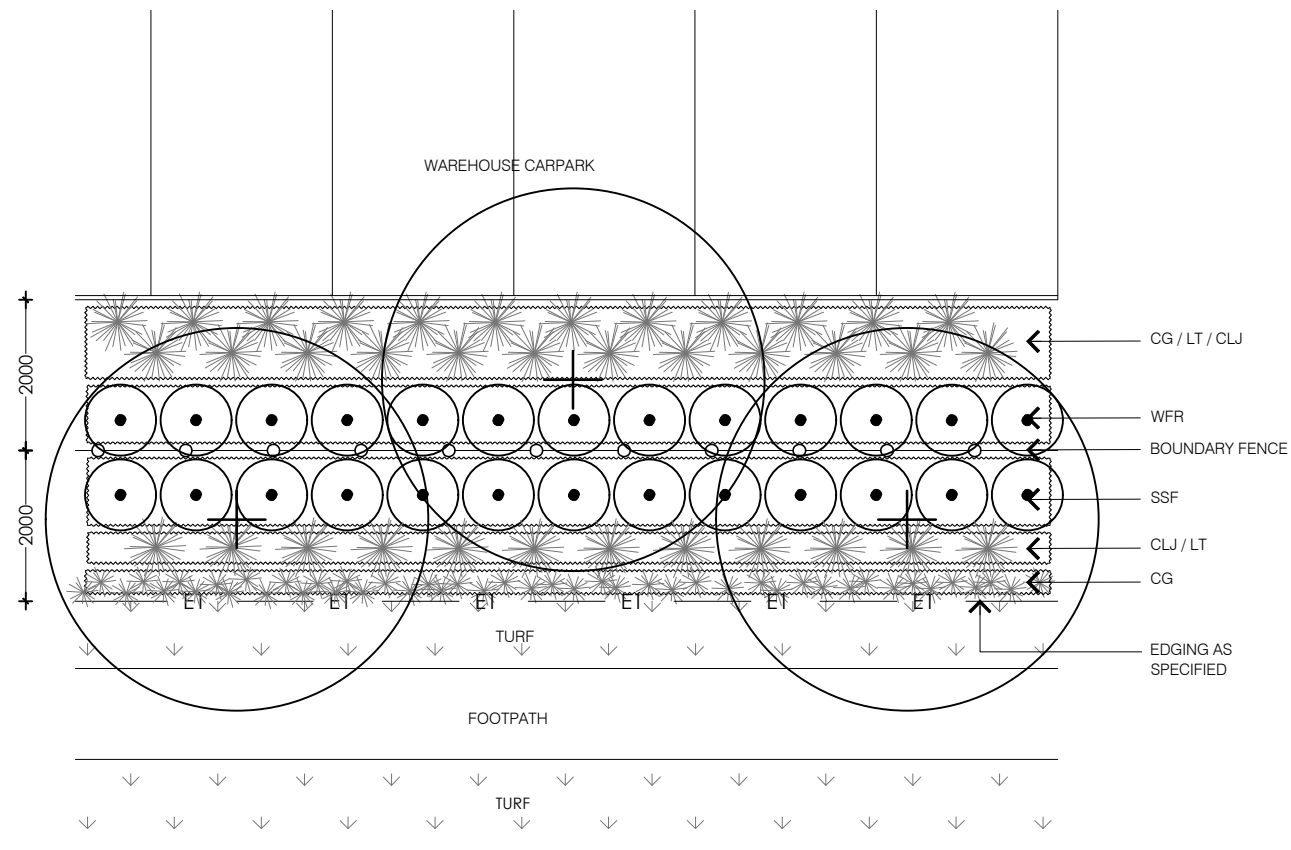 WAREHOUSE CARPARK
2000
CG / LT / CLJ
WFR
BOUNDARY FENCE
2000
SSF
CLJ / LT
CG
E1 E1 E1 E1 E1 E1
TURF
EDGING AS
SPECIFIED
FOOTPATH
TURF